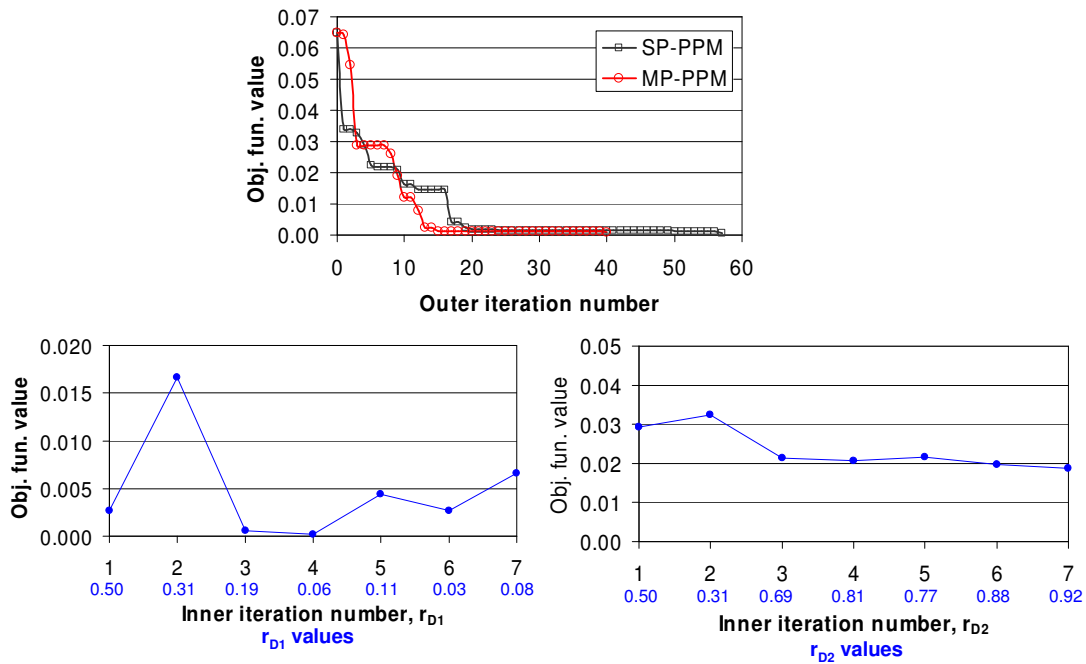 0.07
0.06
0.05
0.04
0.03
0.02
0.01
0.00
Obj. fun. value
SP-PPM
MP-PPM
0 10 20 30 40 50 60
Outer iteration number
0.020
0.015
0.010
0.005
0.000
Obj. fun. value
1 2 3 4 5 6 7
0.50 0.31 0.19 0.06 0.11 0.03 0.08
Inner iteration number, rD1
rD1 values
0.05
0.04
0.03
0.02
0.01
0.00
Obj. fun. value
1 2 3 4 5 6 7
0.50 0.31 0.69 0.81 0.77 0.88 0.92
Inner iteration number, rD2
rD2 values